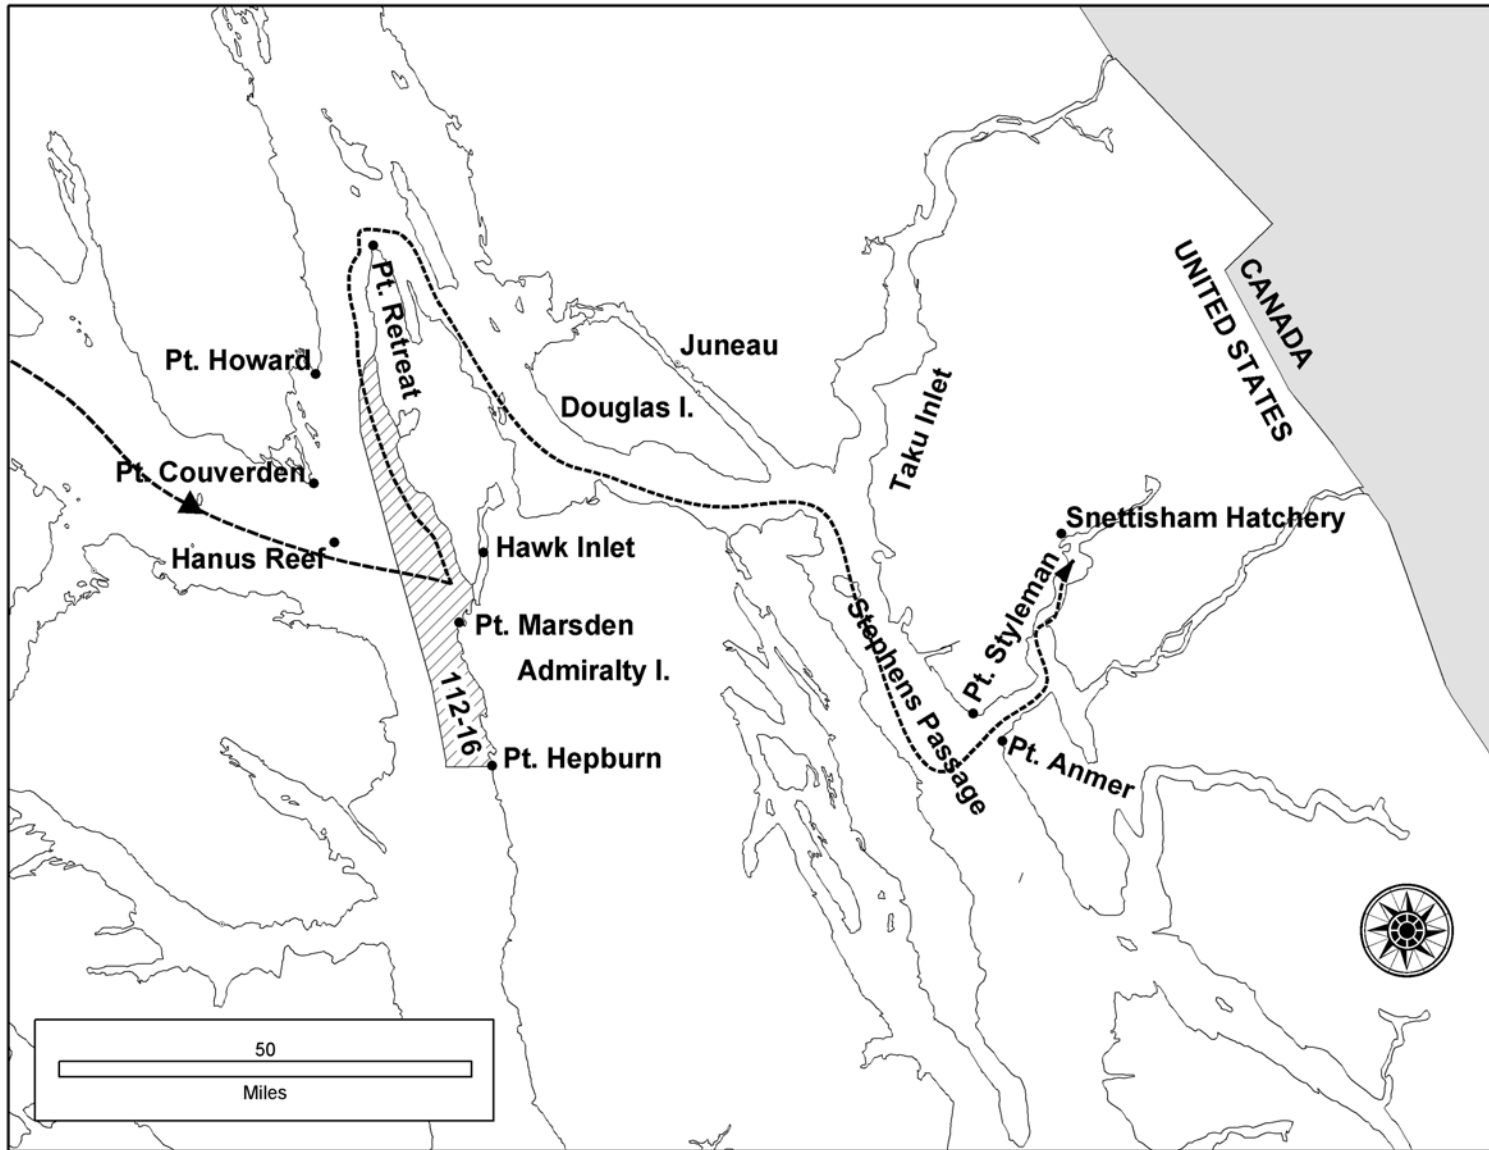 CANADA
UNITED STATES
Pt. Retreat
Pt. Howard
Juneau
Douglas I.
Taku Inlet
Pt. Couverden
Snettisham Hatchery
Hanus Reef
Hawk Inlet
Pt. Styleman
Stephens Passage
Pt. Marsden
Admiralty I.
112-16
Pt. Hepburn
Pt. Anmer
50
Miles